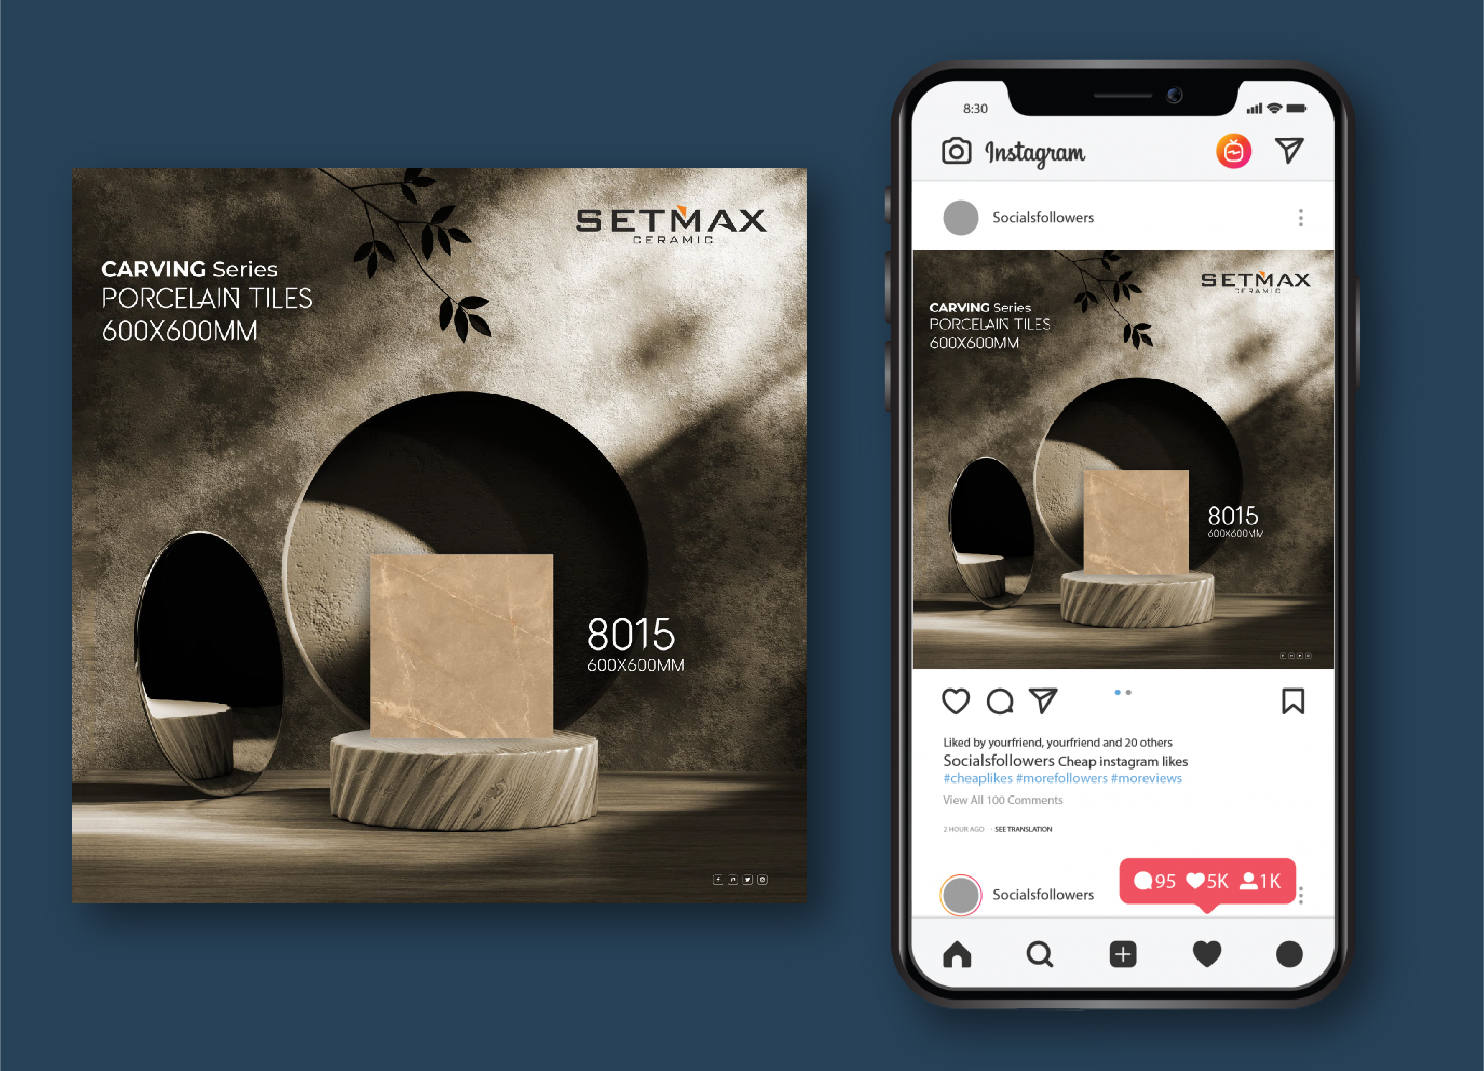 SETMAX
CERAMIC
CARVING Series
PORCELAIN TILES
600X600MM
8015
600X600MM
8:30
Instagram
Socialsfollowers
SETMAX
CERAMIC
CARVING Series
PORCELAIN TILES
600X600MM
8015
600X600MM
Liked by yourfriend, yourfriend and 20 others
Socialsfollowers Cheap instagram likes
#cheaplikes #morefollowers #moreviews
View All 100 Comments
2 HOUR AGO · SEE TRANSLATION
Socialsfollowers
95 5K 1K